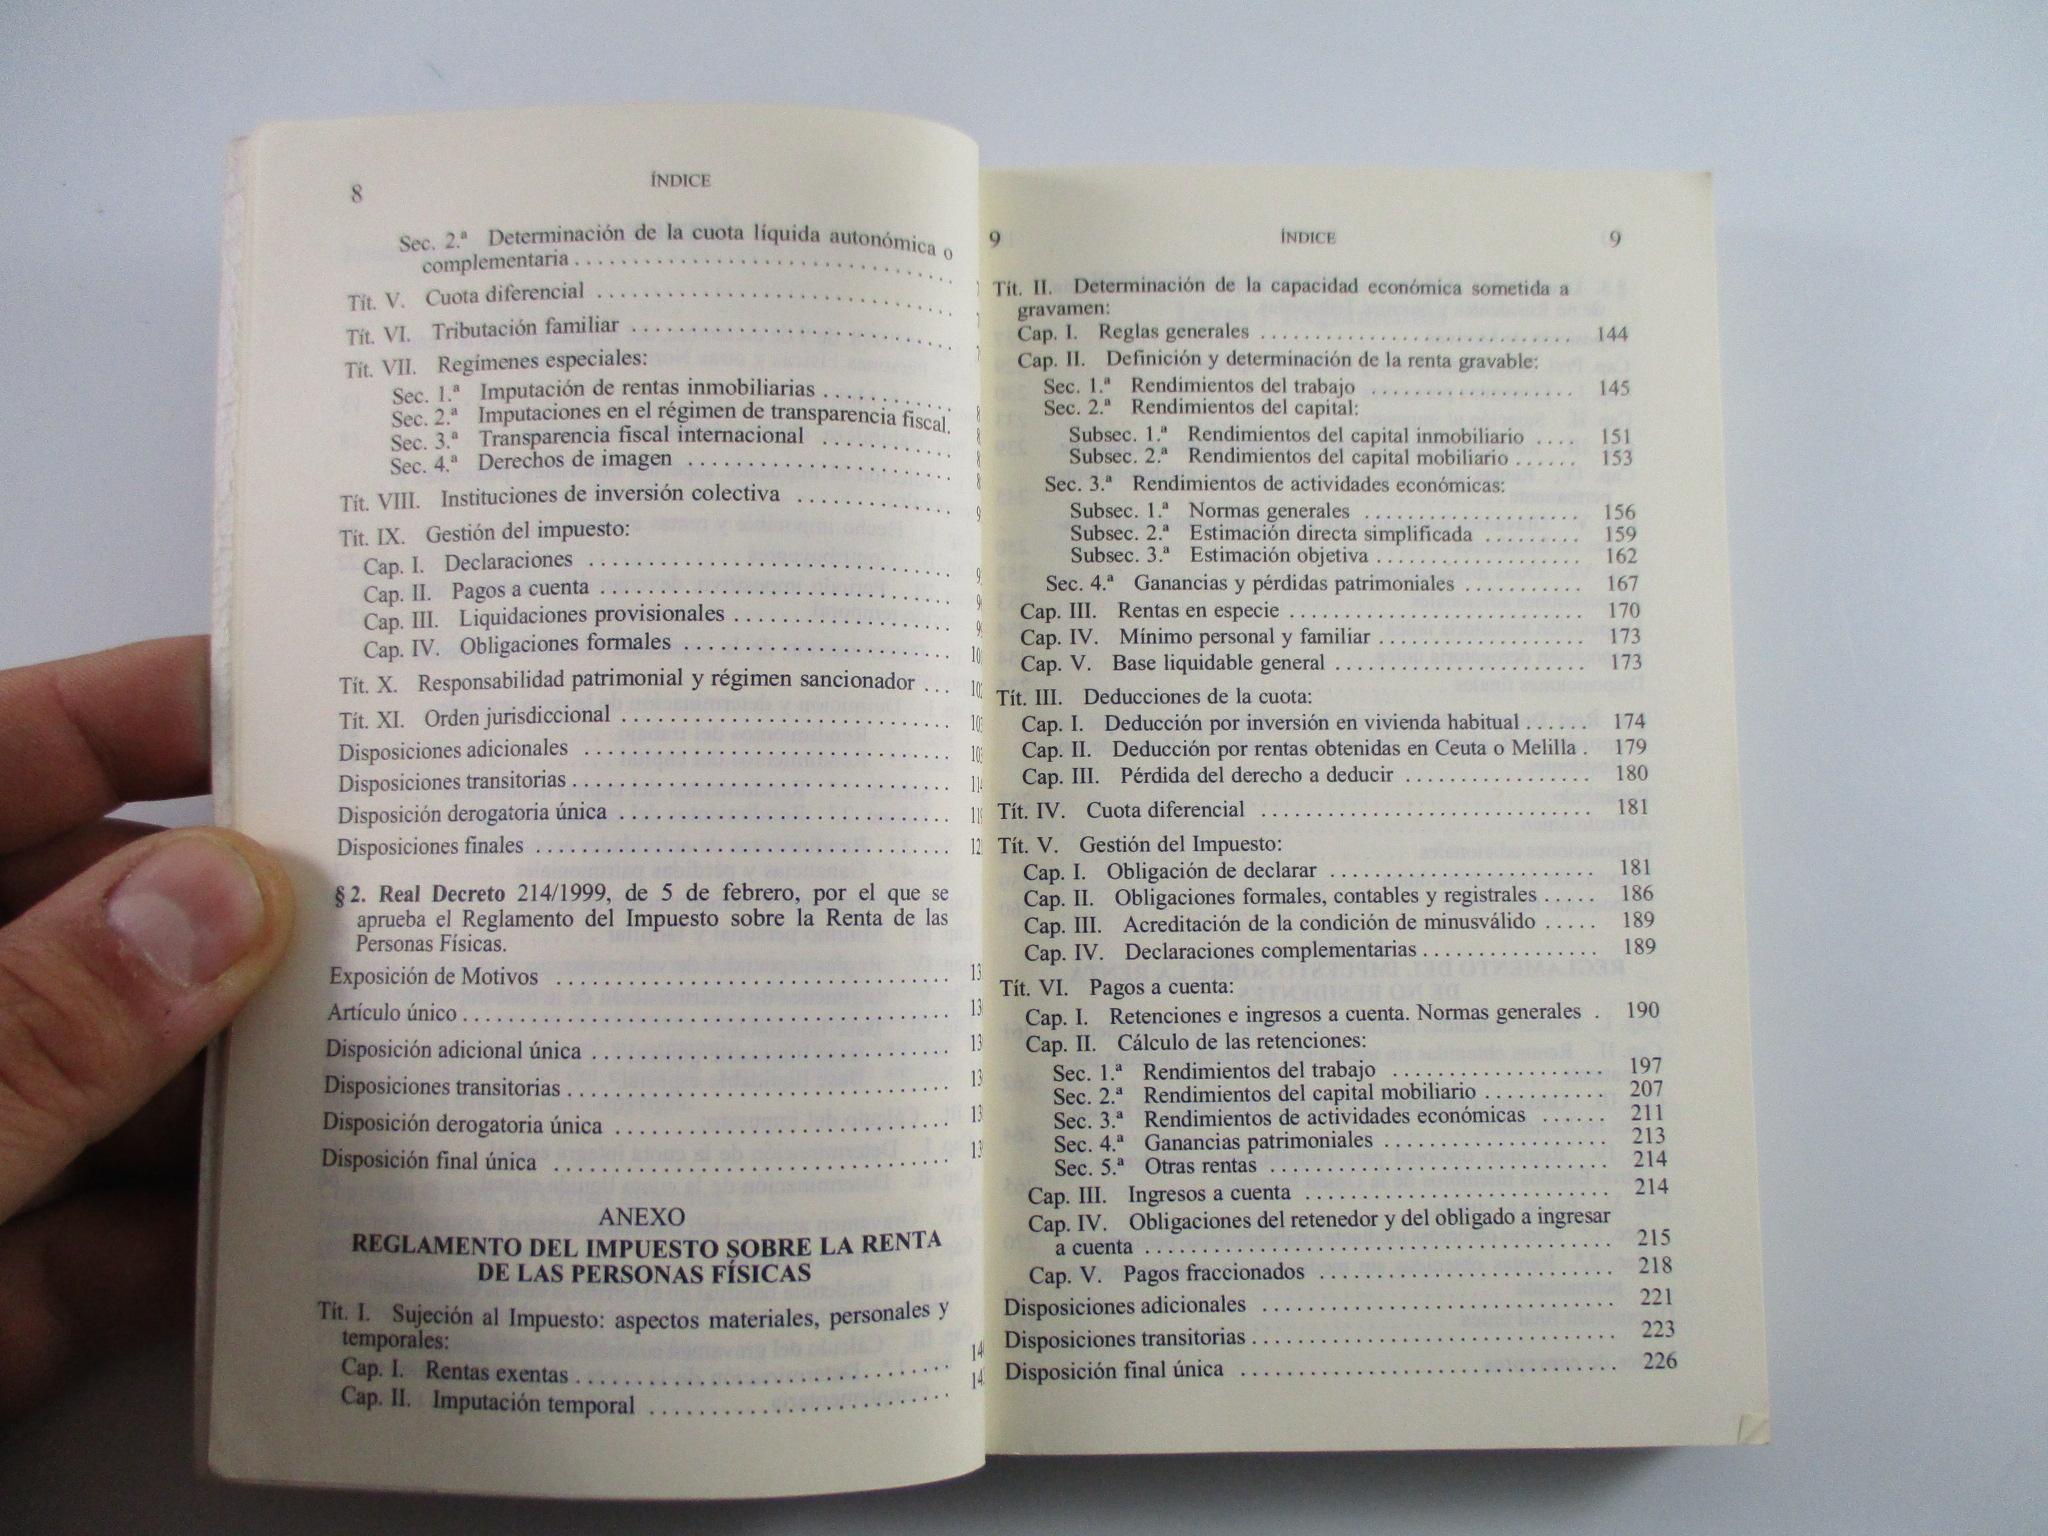 8
ÍNDICE
Sec. 2.ª Determinación de la cuota líquida autonómica o
complementaria ..............................
Tít. V. Cuota diferencial ..............................
Tít. VI. Tributación familiar ..............................
Tít. VII. Regímenes especiales:
Sec. 1.ª Imputación de rentas inmobiliarias ............
Sec. 2.ª Imputaciones en el régimen de transparencia fiscal.
Sec. 3.ª Transparencia fiscal internacional ............
Sec. 4.ª Derechos de imagen ........................
Tít. VIII. Instituciones de inversión colectiva ............
Tít. IX. Gestión del impuesto:
Cap. I. Declaraciones ..............................
Cap. II. Pagos a cuenta ..............................
Cap. III. Liquidaciones provisionales ..................
Cap. IV. Obligaciones formales ........................
Tít. X. Responsabilidad patrimonial y régimen sancionador ...
Tít. XI. Orden jurisdiccional ..............................
Disposiciones adicionales ..............................
Disposiciones transitorias ..............................
Disposición derogatoria única ..............................
Disposiciones finales ..............................
§ 2. Real Decreto 214/1999, de 5 de febrero, por el que se
aprueba el Reglamento del Impuesto sobre la Renta de las
Personas Físicas.
Exposición de Motivos ..............................
Artículo único ..............................
Disposición adicional única ..............................
Disposiciones transitorias ..............................
Disposición derogatoria única ..............................
Disposición final única ..............................
ANEXO
REGLAMENTO DEL IMPUESTO SOBRE LA RENTA
DE LAS PERSONAS FÍSICAS
Tít. I. Sujeción al Impuesto: aspectos materiales, personales y
temporales:
Cap. I. Rentas exentas ..............................
Cap. II. Imputación temporal ..............................
9
ÍNDICE
9
Tít. II. Determinación de la capacidad económica sometida a
gravamen:
Cap. I. Reglas generales .............................. 144
Cap. II. Definición y determinación de la renta gravable:
Sec. 1.ª Rendimientos del trabajo .................. 145
Sec. 2.ª Rendimientos del capital:
Subsec. 1.ª Rendimientos del capital inmobiliario .... 151
Subsec. 2.ª Rendimientos del capital mobiliario ...... 153
Sec. 3.ª Rendimientos de actividades económicas:
Subsec. 1.ª Normas generales .................. 156
Subsec. 2.ª Estimación directa simplificada ......... 159
Subsec. 3.ª Estimación objetiva .................. 162
Sec. 4.ª Ganancias y pérdidas patrimoniales ........... 167
Cap. III. Rentas en especie ........................ 170
Cap. IV. Mínimo personal y familiar .................. 173
Cap. V. Base liquidable general ........................ 173
Tít. III. Deducciones de la cuota:
Cap. I. Deducción por inversión en vivienda habitual ...... 174
Cap. II. Deducción por rentas obtenidas en Ceuta o Melilla . 179
Cap. III. Pérdida del derecho a deducir .................. 180
Tít. IV. Cuota diferencial .............................. 181
Tít. V. Gestión del Impuesto:
Cap. I. Obligación de declarar ........................ 181
Cap. II. Obligaciones formales, contables y registrales ..... 186
Cap. III. Acreditación de la condición de minusválido ..... 189
Cap. IV. Declaraciones complementarias ............... 189
Tít. VI. Pagos a cuenta:
Cap. I. Retenciones e ingresos a cuenta. Normas generales . 190
Cap. II. Cálculo de las retenciones:
Sec. 1.ª Rendimientos del trabajo .................. 197
Sec. 2.ª Rendimientos del capital mobiliario ........... 207
Sec. 3.ª Rendimientos de actividades económicas ...... 211
Sec. 4.ª Ganancias patrimoniales .................. 213
Sec. 5.ª Otras rentas .............................. 214
Cap. III. Ingresos a cuenta ........................ 214
Cap. IV. Obligaciones del retenedor y del obligado a ingresar
a cuenta .............................. 215
Cap. V. Pagos fraccionados ........................ 218
Disposiciones adicionales .............................. 221
Disposiciones transitorias .............................. 223
Disposición final única .............................. 226